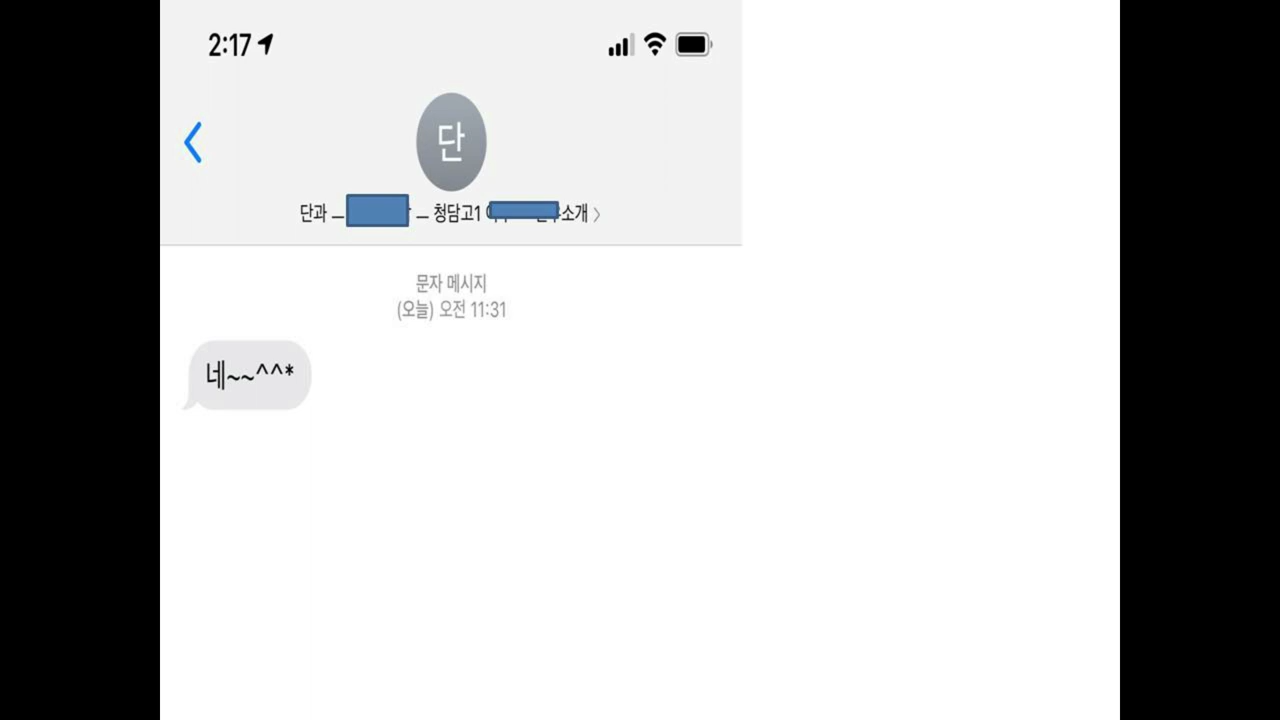 2:17
단
단과 _ _ 청담고1 소개
문자 메시지
(오늘) 오전 11:31
네~~^^*